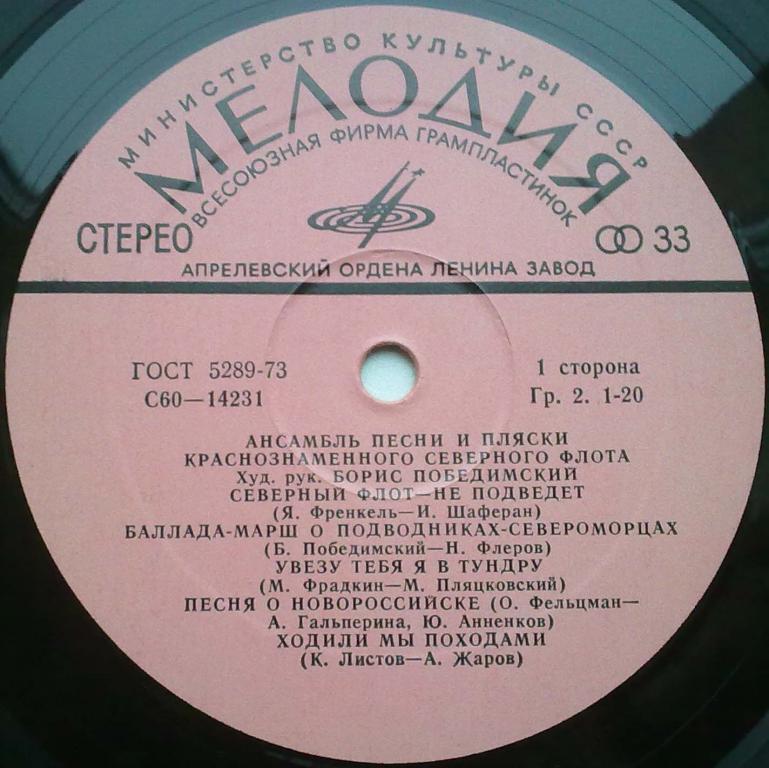 МИНИСТЕРСТВО КУЛЬТУРЫ СССР
МЕЛОДИЯ
ВСЕСОЮЗНАЯ ФИРМА ГРАМПЛАСТИНОК
СТЕРЕО
33
АПРЕЛЕВСКИЙ ОРДЕНА ЛЕНИНА ЗАВОД
ГОСТ 5289-73
1 сторона
С60—14231
Гр. 2. 1-20
АНСАМБЛЬ ПЕСНИ И ПЛЯСКИ
КРАСНОЗНАМЕННОГО СЕВЕРНОГО ФЛОТА
Худ. рук. БОРИС ПОБЕДИМСКИЙ
СЕВЕРНЫЙ ФЛОТ—НЕ ПОДВЕДЕТ
(Я. Френкель—И. Шаферан)
БАЛЛАДА-МАРШ О ПОДВОДНИКАХ-СЕВЕРОМОРЦАХ
(Б. Победимский—Н. Флеров)
УВЕЗУ ТЕБЯ Я В ТУНДРУ
(М. Фрадкин—М. Пляцковский)
ПЕСНЯ О НОВОРОССИЙСКЕ (О. Фельцман—
А. Гальперина, Ю. Анненков)
ХОДИЛИ МЫ ПОХОДАМИ
(К. Листов—А. Жаров)